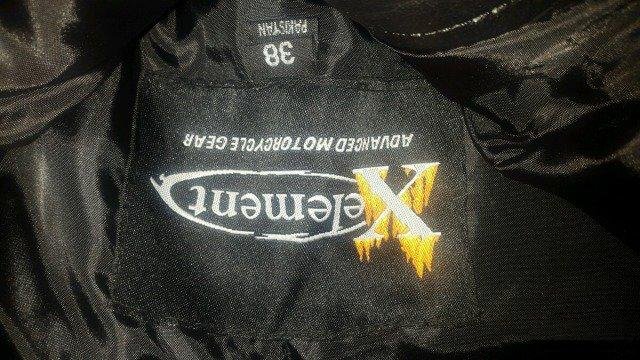 Xelement
ADVANCED MOTORCYCLE GEAR
38
PAKISTAN